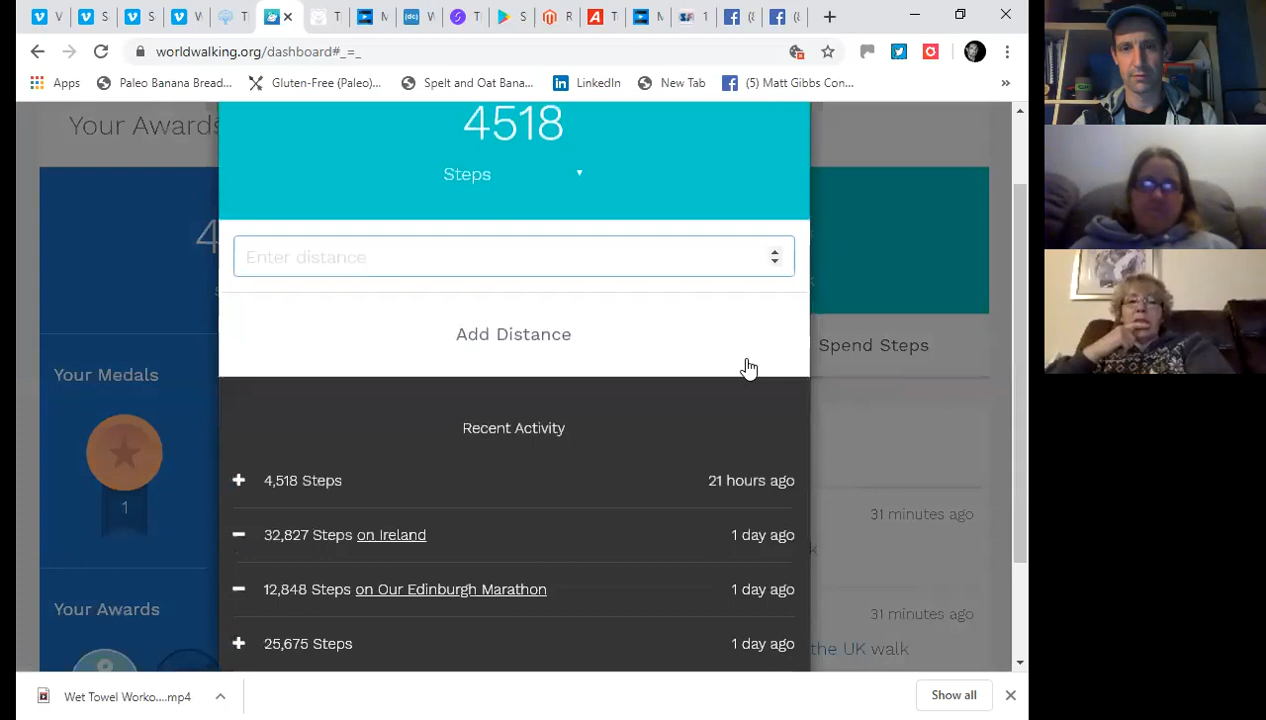 V
S
S
V
T
T
W
T
S
R
T
M
1
(
(
worldwalking.org/dashboard#_=_
Apps
Paleo Banana Bread...
Gluten-Free (Paleo)...
Spelt and Oat Bana...
LinkedIn
New Tab
(5) Matt Gibbs Con...
»
Your Awards
4518
Steps
4
Enter distance
Add Distance
Spend Steps
Your Medals
1
Recent Activity
4,518 Steps 21 hours ago
32,827 Steps on Ireland 1 day ago
12,848 Steps on Our Edinburgh Marathon 1 day ago
25,675 Steps 1 day ago
31 minutes ago
31 minutes ago
the UK walk
Your Awards
Wet Towel Worko....mp4
Show all